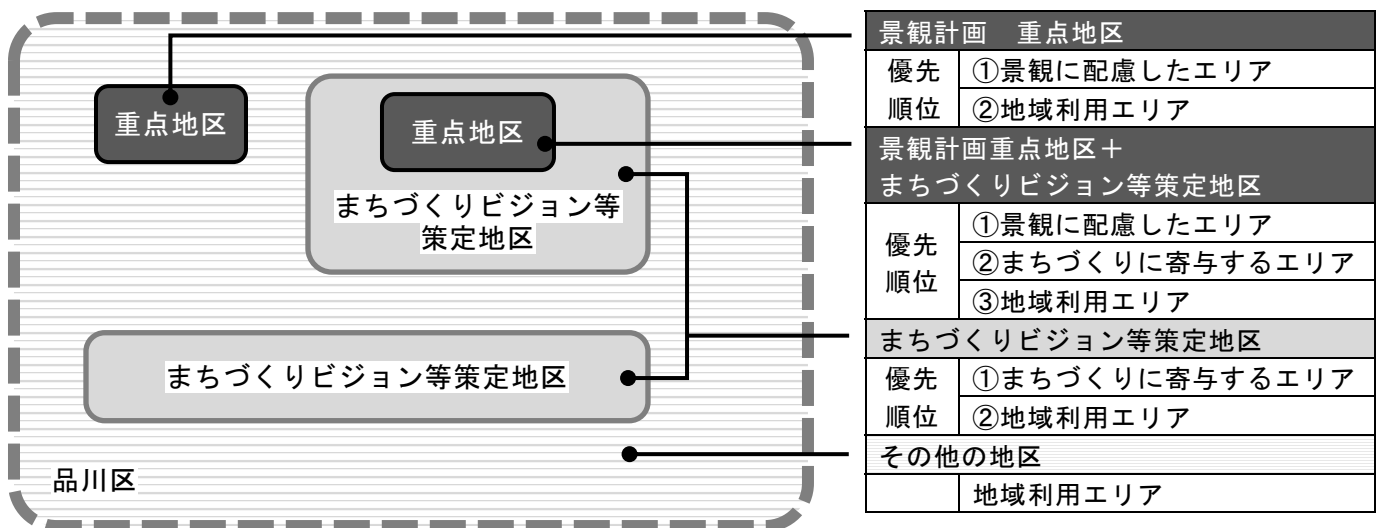 重点地区
重点地区
まちづくりビジョン等
策定地区
まちづくりビジョン等策定地区
品川区
景観計画　重点地区
優先
順位
①景観に配慮したエリア
②地域利用エリア
景観計画重点地区＋
まちづくりビジョン等策定地区
優先
順位
①景観に配慮したエリア
②まちづくりに寄与するエリア
③地域利用エリア
まちづくりビジョン等策定地区
優先
順位
①まちづくりに寄与するエリア
②地域利用エリア
その他の地区
地域利用エリア